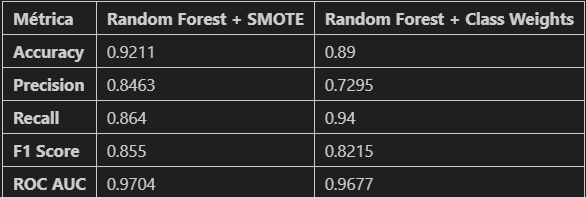 Métrica Random Forest + SMOTE Random Forest + Class Weights
Accuracy 0.9211 0.89
Precision 0.8463 0.7295
Recall 0.864 0.94
F1 Score 0.855 0.8215
ROC AUC 0.9704 0.9677